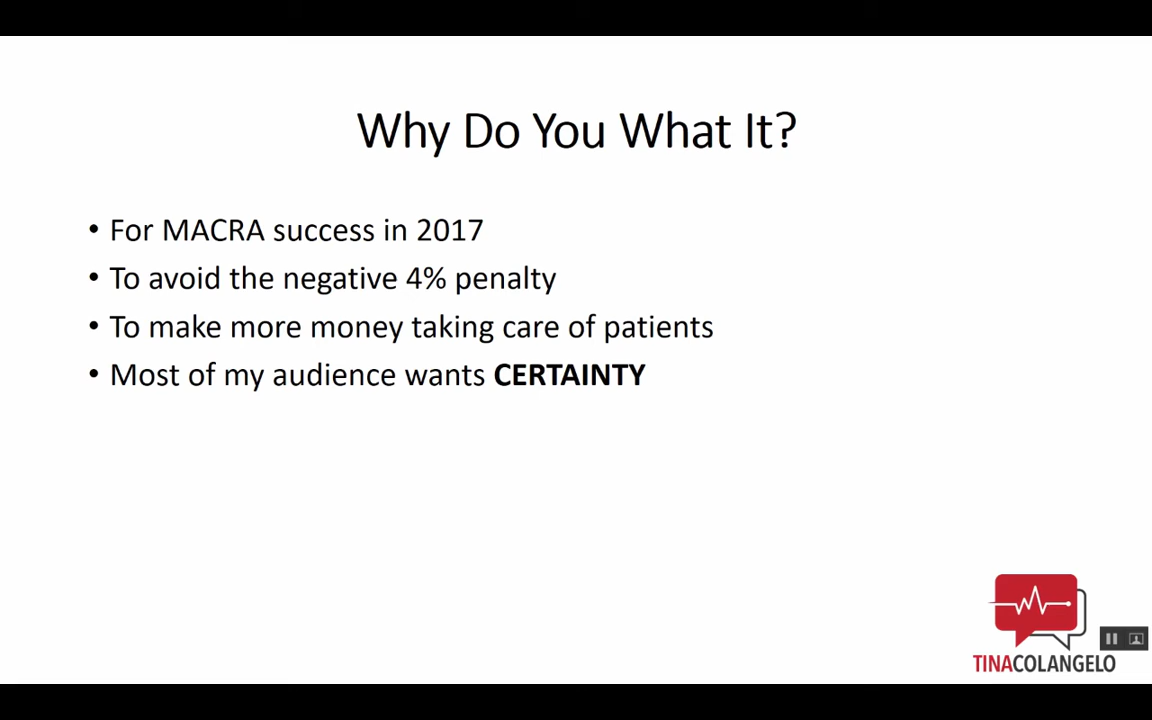 Why Do You What It?
• For MACRA success in 2017
• To avoid the negative 4% penalty
• To make more money taking care of patients
• Most of my audience wants CERTAINTY
TINACOLANGELO